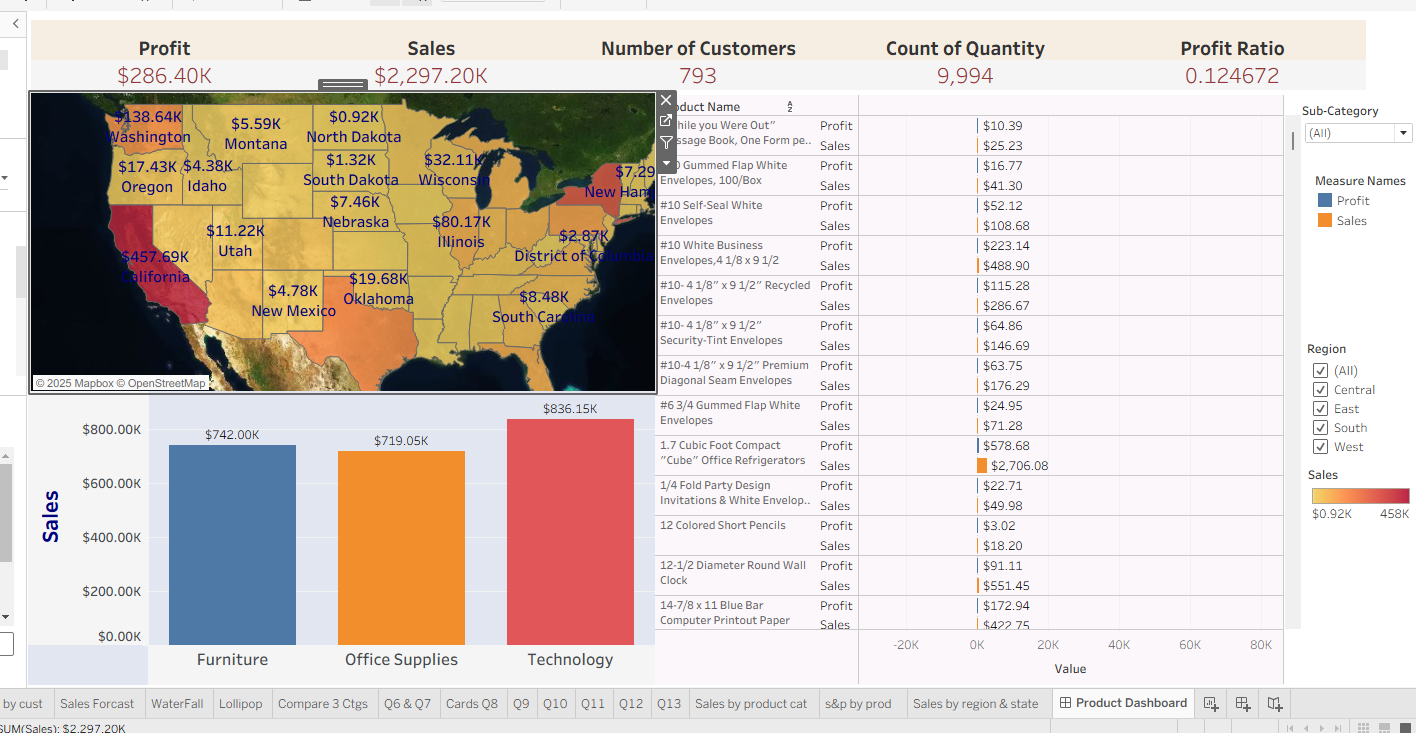 Profit
Sales
Number of Customers
Count of Quantity
Profit Ratio
$286.40K
$2,297.20K
793
9,994
0.124672
$138.64K
Washington
$5.59K
Montana
$0.92K
North Dakota
$17.43K
Oregon
$4.38K
Idaho
$1.32K
South Dakota
$32.11K
Wisconsin
$7.29
New Ham
$7.46K
Nebraska
$11.22K
Utah
$80.17K
Illinois
$2.87K
District of Columbia
$457.69K
California
$4.78K
New Mexico
$19.68K
Oklahoma
$8.48K
South Carolina
© 2025 Mapbox © OpenStreetMap
Sales
$800.00K
$600.00K
$400.00K
$200.00K
$0.00K
$742.00K
$719.05K
$836.15K
Furniture
Office Supplies
Technology
oduct Name
hile you Were Out"
ssage Book, One Form pe..
Profit $10.39
Sales $25.23
0 Gummed Flap White
Envelopes, 100/Box
Profit $16.77
Sales $41.30
#10 Self-Seal White
Envelopes
Profit $52.12
Sales $108.68
#10 White Business
Envelopes,4 1/8 x 9 1/2
Profit $223.14
Sales $488.90
#10- 4 1/8" x 9 1/2" Recycled
Envelopes
Profit $115.28
Sales $286.67
#10- 4 1/8" x 9 1/2"
Security-Tint Envelopes
Profit $64.86
Sales $146.69
#10-4 1/8" x 9 1/2" Premium
Diagonal Seam Envelopes
Profit $63.75
Sales $176.29
#6 3/4 Gummed Flap White
Envelopes
Profit $24.95
Sales $71.28
1.7 Cubic Foot Compact
"Cube" Office Refrigerators
Profit $578.68
Sales $2,706.08
1/4 Fold Party Design
Invitations & White Envelop..
Profit $22.71
Sales $49.98
12 Colored Short Pencils
Profit $3.02
Sales $18.20
12-1/2 Diameter Round Wall
Clock
Profit $91.11
Sales $551.45
14-7/8 x 11 Blue Bar
Computer Printout Paper
Profit $172.94
Sales $422.75
-20K 0K 20K 40K 60K 80K
Value
Sub-Category
(All)
Measure Names
Profit
Sales
Region
(All)
Central
East
South
West
Sales
$0.92K 458K
by cust
Sales Forcast
WaterFall
Lollipop
Compare 3 Ctgs
Q6 & Q7
Cards Q8
Q9
Q10
Q11
Q12
Q13
Sales by product cat
s&p by prod
Sales by region & state
Product Dashboard
SUM(Sales): $2,297.20K